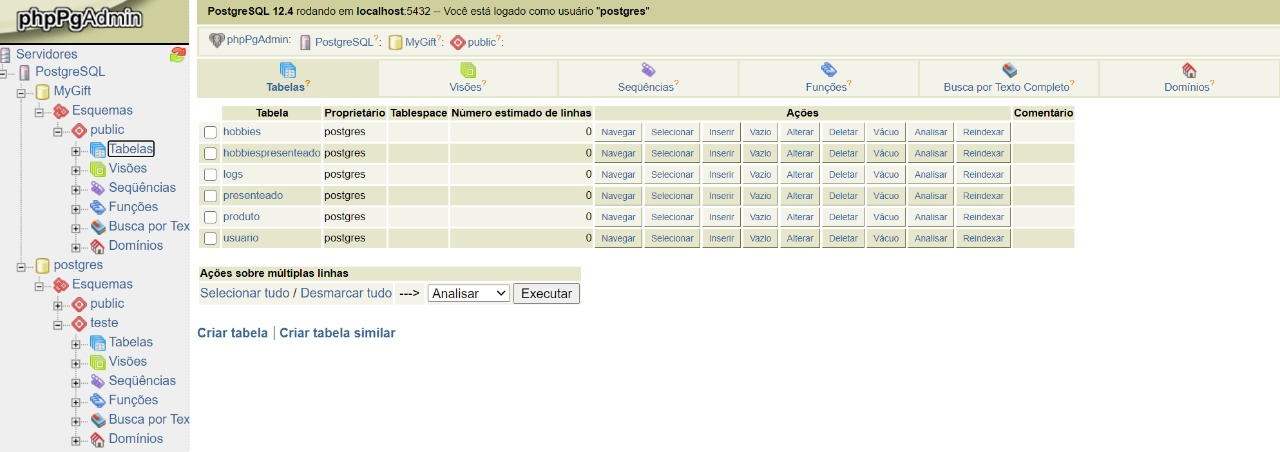 phpPgAdmin
Servidores
PostgreSQL
MyGift
Esquemas
public
Tabelas
Visões
Seqüências
Funções
Busca por Tex
Domínios
postgres
Esquemas
public
teste
Tabelas
Visões
Seqüências
Funções
Busca por Tex
Domínios
PostgreSQL 12.4 rodando em localhost:5432 -- Você está logado como usuário "postgres"
phpPgAdmin: PostgreSQL?: MyGift?: public?:
Tabelas? Visões? Seqüências? Funções? Busca por Texto Completo? Domínios?
Tabela Proprietário Tablespace Número estimado de linhas Ações Comentário
hobbies postgres 0 Navegar Selecionar Inserir Vazio Alterar Deletar Vácuo Analisar Reindexar
hobbiespresenteado postgres 0 Navegar Selecionar Inserir Vazio Alterar Deletar Vácuo Analisar Reindexar
logs postgres 0 Navegar Selecionar Inserir Vazio Alterar Deletar Vácuo Analisar Reindexar
presenteado postgres 0 Navegar Selecionar Inserir Vazio Alterar Deletar Vácuo Analisar Reindexar
produto postgres 0 Navegar Selecionar Inserir Vazio Alterar Deletar Vácuo Analisar Reindexar
usuario postgres 0 Navegar Selecionar Inserir Vazio Alterar Deletar Vácuo Analisar Reindexar
Ações sobre múltiplas linhas
Selecionar tudo / Desmarcar tudo ---> Analisar Executar
Criar tabela | Criar tabela similar